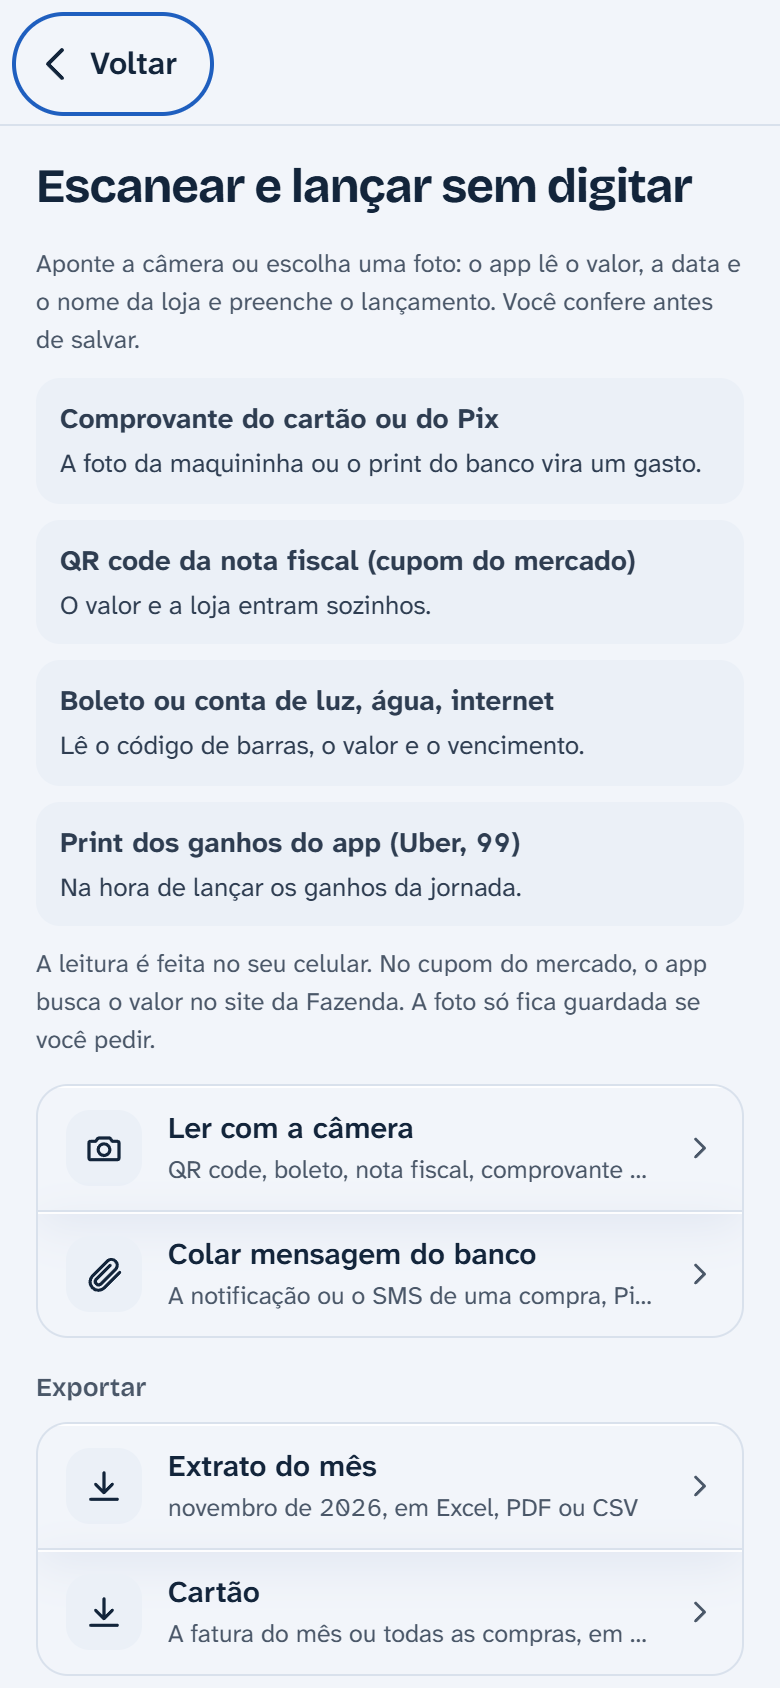 Voltar
Escanear e lançar sem digitar
Aponte a câmera ou escolha uma foto: o app lê o valor, a data e
o nome da loja e preenche o lançamento. Você confere antes
de salvar.
Comprovante do cartão ou do Pix
A foto da maquininha ou o print do banco vira um gasto.
QR code da nota fiscal (cupom do mercado)
O valor e a loja entram sozinhos.
Boleto ou conta de luz, água, internet
Lê o código de barras, o valor e o vencimento.
Print dos ganhos do app (Uber, 99)
Na hora de lançar os ganhos da jornada.
A leitura é feita no seu celular. No cupom do mercado, o app
busca o valor no site da Fazenda. A foto só fica guardada se
você pedir.
Ler com a câmera
QR code, boleto, nota fiscal, comprovante ...
Colar mensagem do banco
A notificação ou o SMS de uma compra, Pi...
Exportar
Extrato do mês
novembro de 2026, em Excel, PDF ou CSV
Cartão
A fatura do mês ou todas as compras, em ...